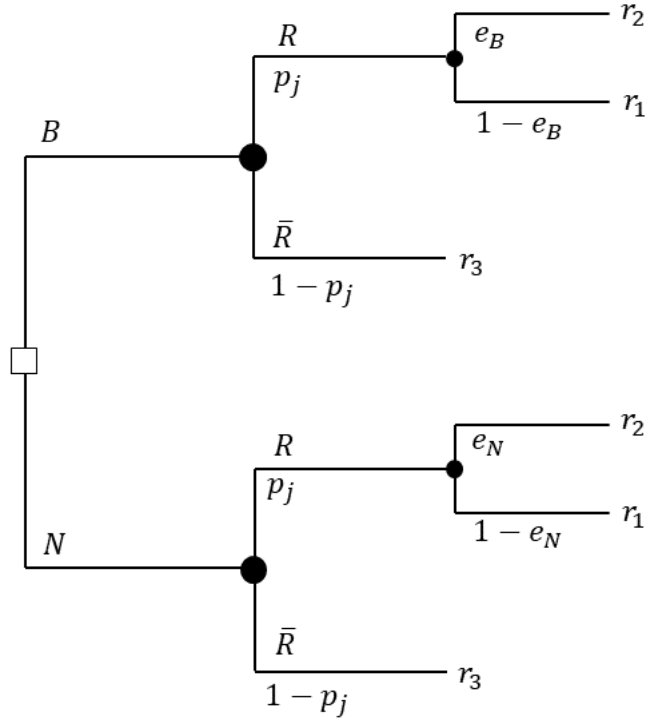 r₂
R
e_B
p_j
r₁
1 − e_B
B
R̄
r₃
1 − p_j
r₂
R
e_N
p_j
r₁
1 − e_N
N
R̄
r₃
1 − p_j